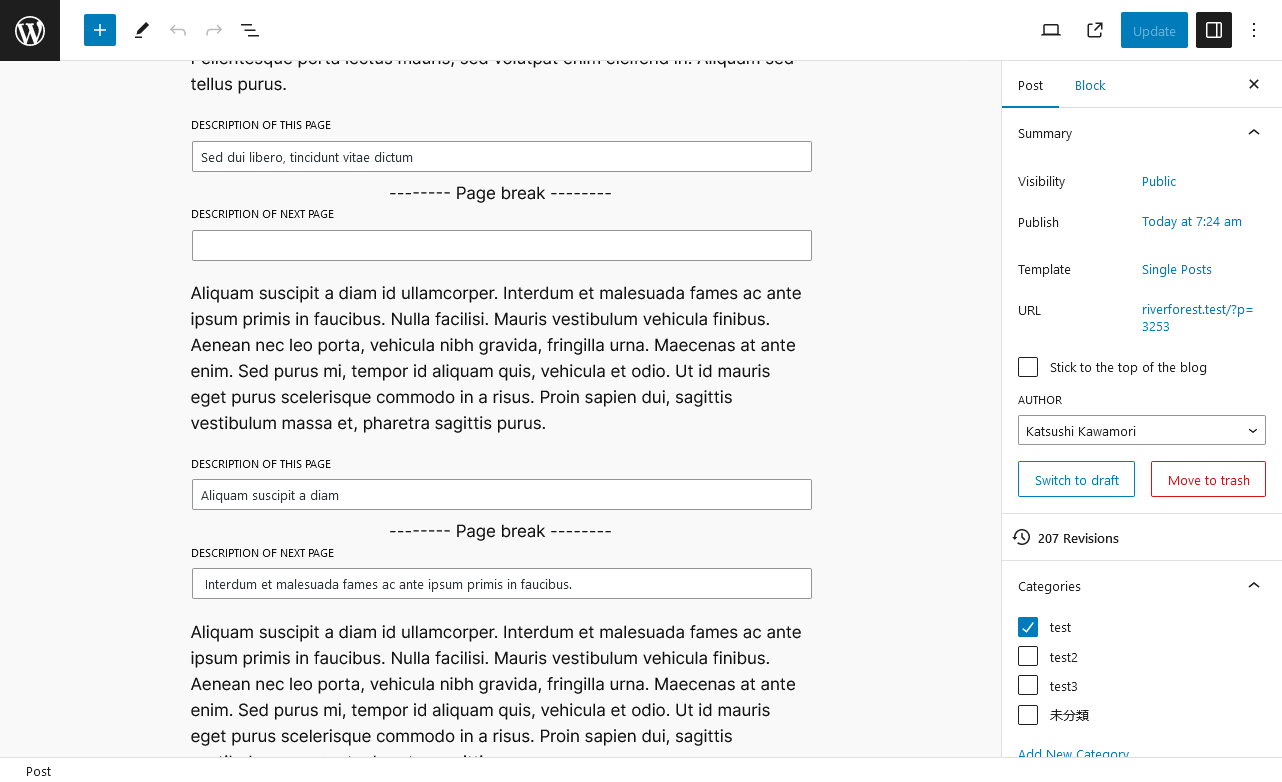 Update
Pellentesque porta lectus mauris, sed volutpat enim eleifend in. Aliquam sed
tellus purus.
DESCRIPTION OF THIS PAGE
Sed dui libero, tincidunt vitae dictum
-------- Page break --------
DESCRIPTION OF NEXT PAGE
Aliquam suscipit a diam id ullamcorper. Interdum et malesuada fames ac ante
ipsum primis in faucibus. Nulla facilisi. Mauris vestibulum vehicula finibus.
Aenean nec leo porta, vehicula nibh gravida, fringilla urna. Maecenas at ante
enim. Sed purus mi, tempor id aliquam quis, vehicula et odio. Ut id mauris
eget purus scelerisque commodo in a risus. Proin sapien dui, sagittis
vestibulum massa et, pharetra sagittis purus.
DESCRIPTION OF THIS PAGE
Aliquam suscipit a diam
-------- Page break --------
DESCRIPTION OF NEXT PAGE
Interdum et malesuada fames ac ante ipsum primis in faucibus.
Aliquam suscipit a diam id ullamcorper. Interdum et malesuada fames ac ante
ipsum primis in faucibus. Nulla facilisi. Mauris vestibulum vehicula finibus.
Aenean nec leo porta, vehicula nibh gravida, fringilla urna. Maecenas at ante
enim. Sed purus mi, tempor id aliquam quis, vehicula et odio. Ut id mauris
eget purus scelerisque commodo in a risus. Proin sapien dui, sagittis
Post Block
Summary
Visibility Public
Publish Today at 7:24 am
Template Single Posts
URL riverforest.test/?p=
3253
Stick to the top of the blog
AUTHOR
Katsushi Kawamori
Switch to draft Move to trash
207 Revisions
Categories
test
test2
test3
未分類
Add New Category
Post